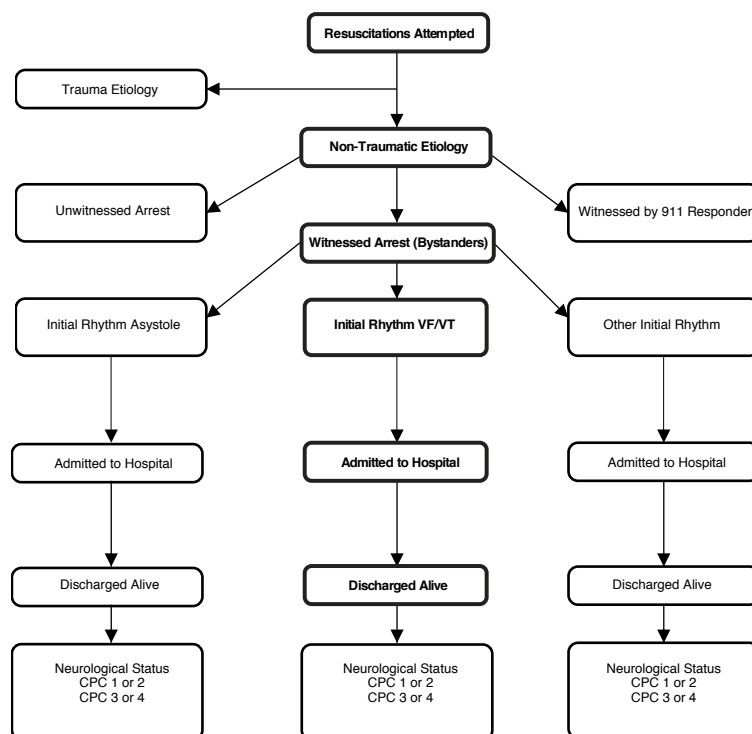 Resuscitations Attempted
Trauma Etiology
Non-Traumatic Etiology
Unwitnessed Arrest
Witnessed by 911 Responder
Witnessed Arrest (Bystanders)
Initial Rhythm Asystole
Initial Rhythm VF/VT
Other Initial Rhythm
Admitted to Hospital
Admitted to Hospital
Admitted to Hospital
Discharged Alive
Discharged Alive
Discharged Alive
Neurological Status
CPC 1 or 2
CPC 3 or 4
Neurological Status
CPC 1 or 2
CPC 3 or 4
Neurological Status
CPC 1 or 2
CPC 3 or 4